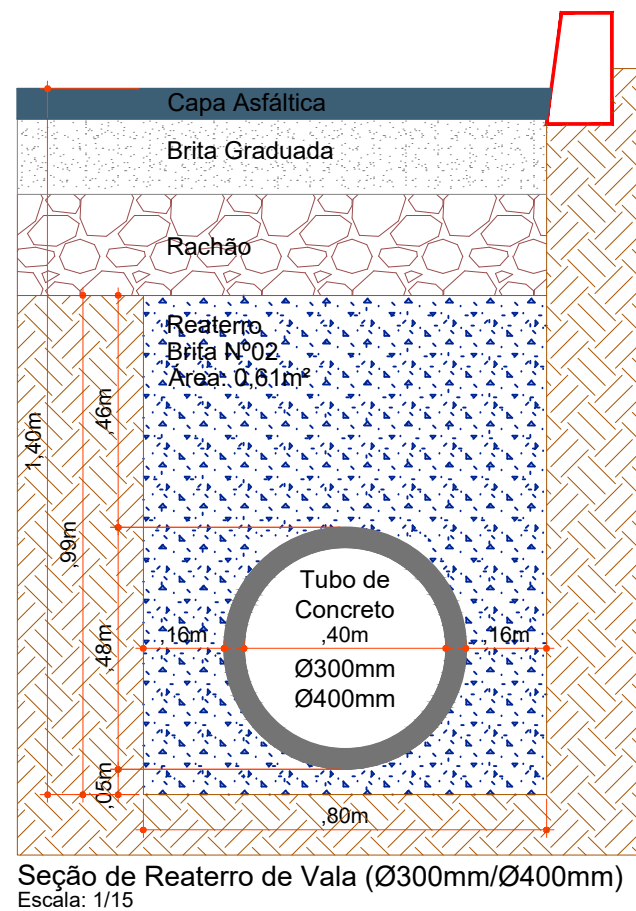 Capa Asfáltica
Brita Graduada
Rachão
Reaterro
Brita Nº02
Área: 0,61m²
,46m
1,40m
,99m
Tubo de
Concreto
,16m
,40m
,16m
,48m
Ø300mm
Ø400mm
,05m
,80m
Seção de Reaterro de Vala (Ø300mm/Ø400mm)
Escala: 1/15